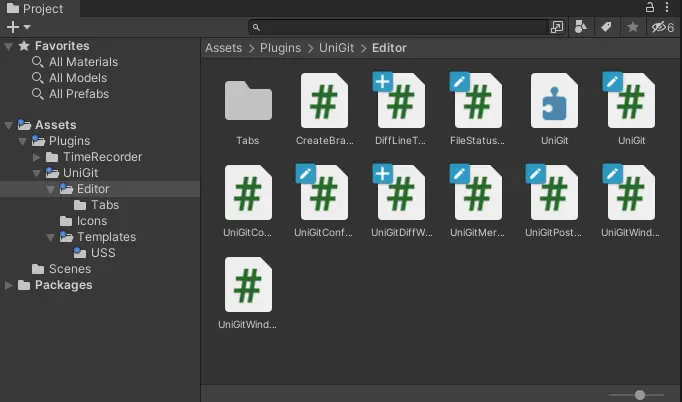 Project
6
Favorites
All Materials
All Models
All Prefabs
Assets
Plugins
TimeRecorder
UniGit
Editor
Tabs
Icons
Templates
USS
Scenes
Packages
Assets > Plugins > UniGit > Editor
Tabs CreateBra... DiffLineT... FileStatus... UniGit UniGit
UniGitCo... UniGitConf... UniGitDiffW... UniGitMer... UniGitPost... UniGitWind...
UniGitWind...